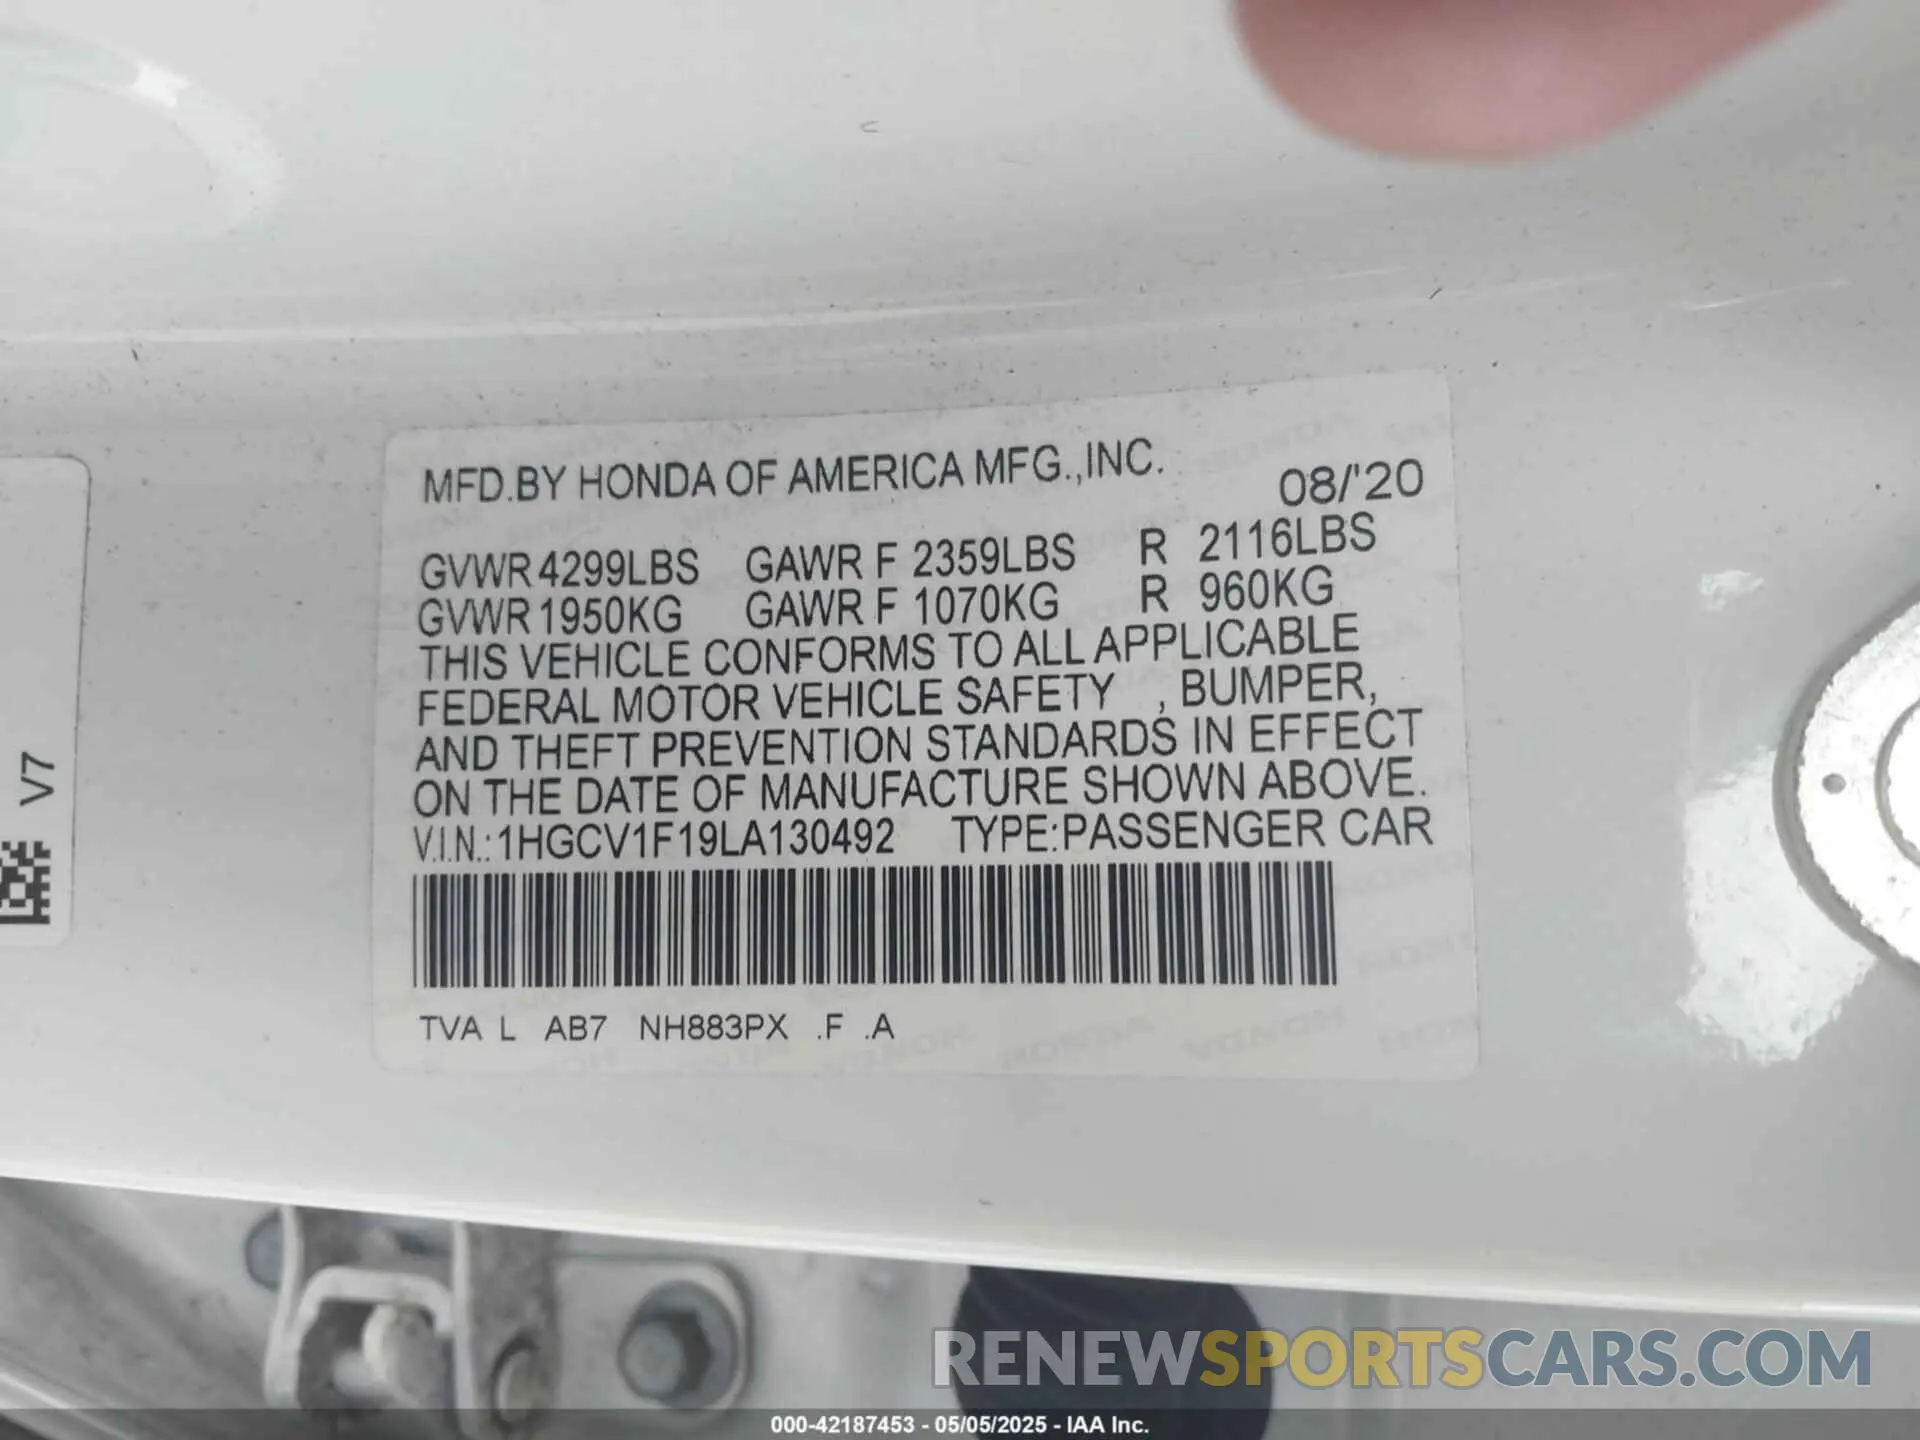 MFD.BY HONDA OF AMERICA MFG.,INC. 08/'20
GVWR 4299LBS GAWR F 2359LBS R 2116LBS
GVWR 1950KG GAWR F 1070KG R 960KG
THIS VEHICLE CONFORMS TO ALL APPLICABLE
FEDERAL MOTOR VEHICLE SAFETY , BUMPER,
AND THEFT PREVENTION STANDARDS IN EFFECT
ON THE DATE OF MANUFACTURE SHOWN ABOVE.
V.I.N.:1HGCV1F19LA130492 TYPE:PASSENGER CAR
TVA L AB7 NH883PX .F .A
V7
RENEWSPORTSCARS.COM
000-42187453 - 05/05/2025 - IAA Inc.